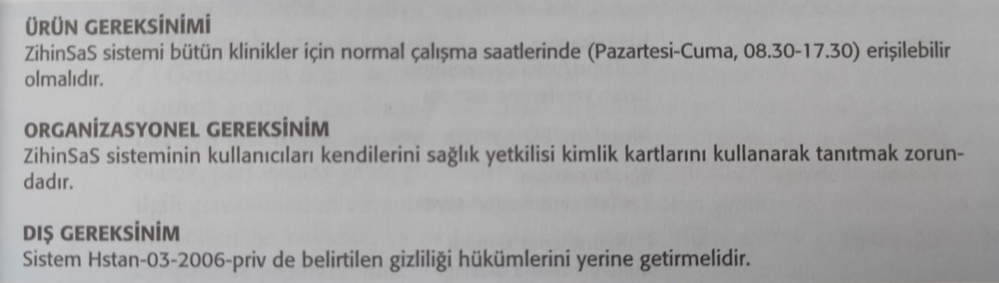 ÜRÜN GEREKSİNİMİ
ZihinSaS sistemi bütün klinikler için normal çalışma saatlerinde (Pazartesi-Cuma, 08.30-17.30) erişilebilir
olmalıdır.
ORGANİZASYONEL GEREKSİNİM
ZihinSaS sisteminin kullanıcıları kendilerini sağlık yetkilisi kimlik kartlarını kullanarak tanıtmak zorun-
dadır.
DIŞ GEREKSİNİM
Sistem Hstan-03-2006-priv de belirtilen gizliliği hükümlerini yerine getirmelidir.